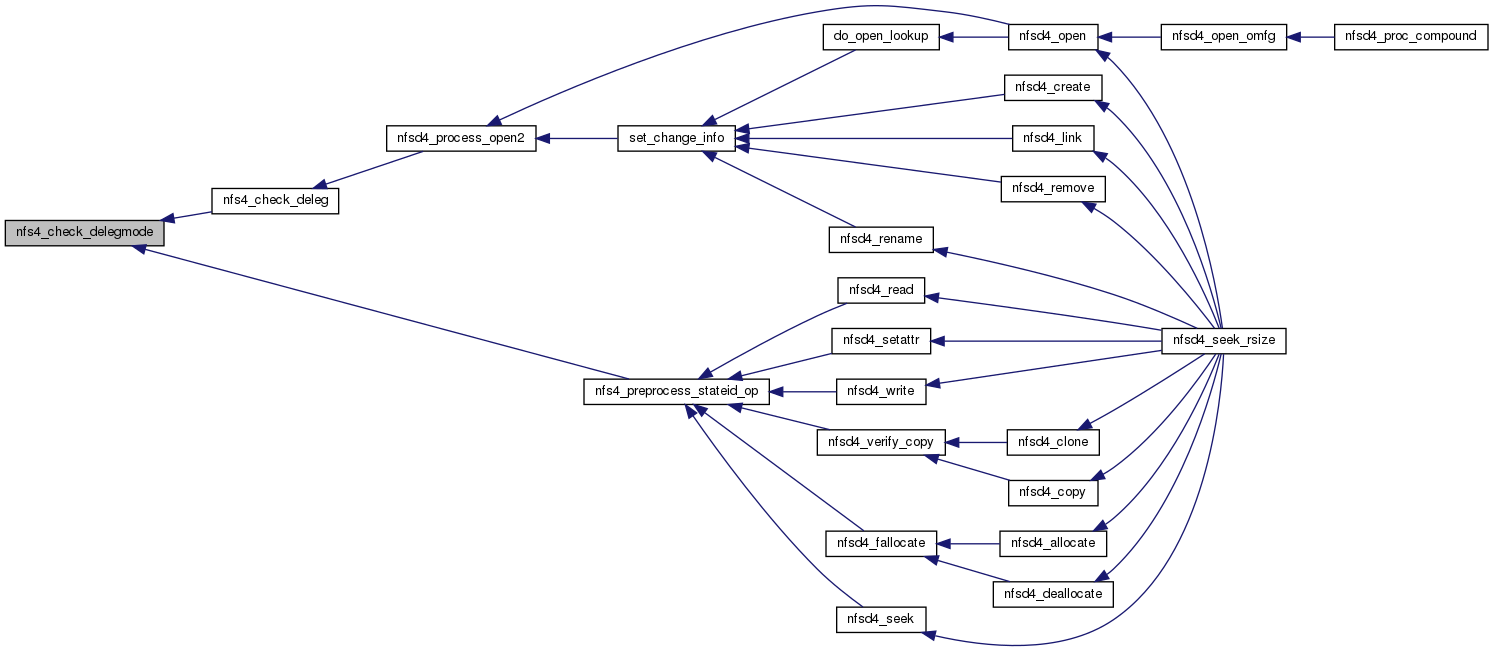 do_open_lookup
nfsd4_open
nfsd4_open_omfg
nfsd4_proc_compound
nfsd4_create
nfsd4_process_open2
set_change_info
nfsd4_link
nfs4_check_deleg
nfsd4_remove
nfs4_check_delegmode
nfsd4_rename
nfsd4_read
nfsd4_setattr
nfsd4_seek_rsize
nfs4_preprocess_stateid_op
nfsd4_write
nfsd4_verify_copy
nfsd4_clone
nfsd4_copy
nfsd4_fallocate
nfsd4_allocate
nfsd4_deallocate
nfsd4_seek